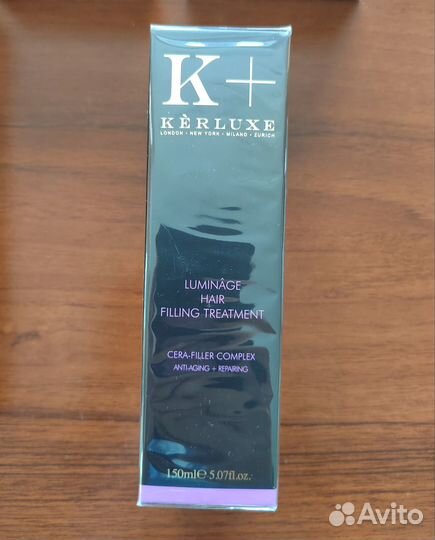 K+
KÈRLUXE
LONDON • NEW YORK • MILANO • ZURICH
LUMINÂGE
HAIR
FILLING TREATMENT
CERA-FILLER COMPLEX
ANTI-AGING + REPAIRING
150ml℮ 5.07fl.oz.
Avito